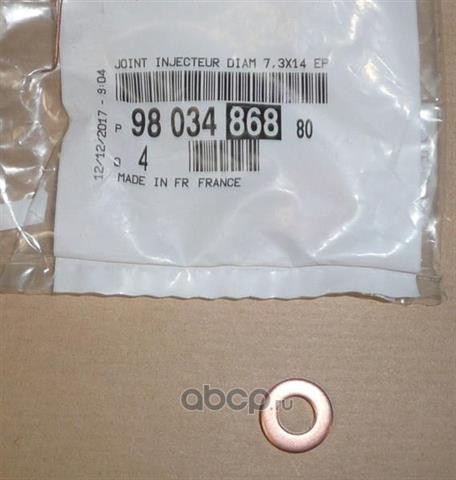 JOINT INJECTEUR DIAM 7.3X14 EP
P 98 034 868 80
Q 4
MADE IN FR FRANCE
12/12/2017 - 9:04
abcp.ru